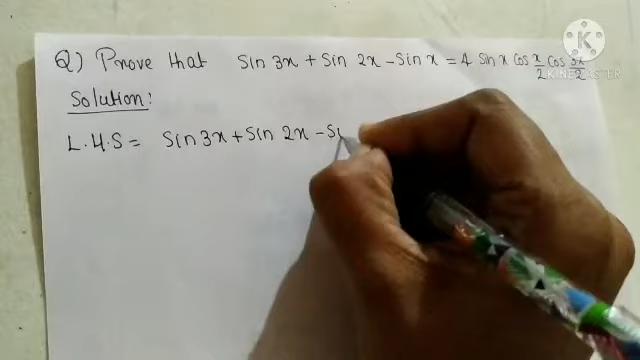 Q) Prove that Sin 3x + Sin 2x - Sin x = 4 Sin x Cos x/2 Cos 3x/2
KINEMASTER
Solution:
L.H.S = Sin 3x + Sin 2x - Si